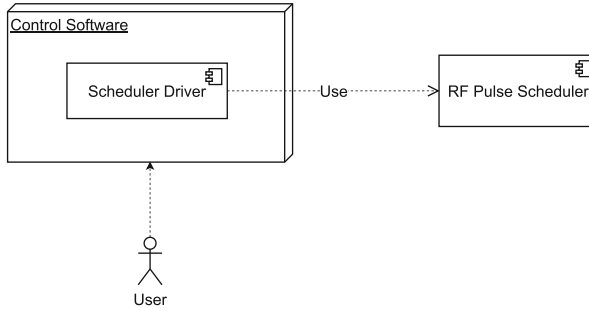 Control Software
Scheduler Driver
Use
RF Pulse Scheduler
User